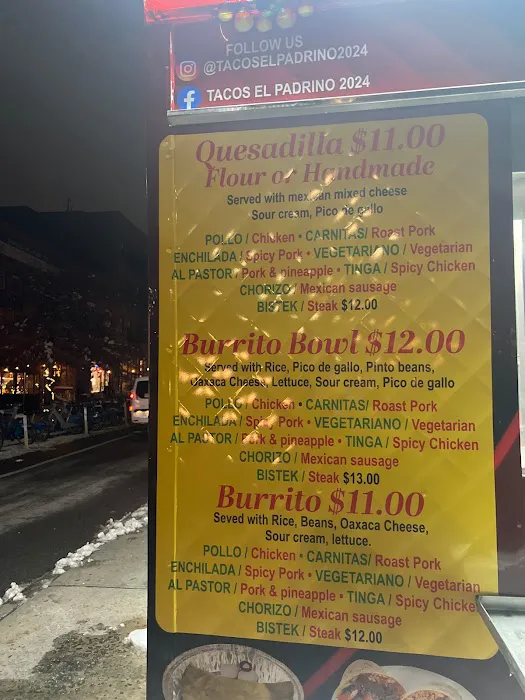 FOLLOW US
@TACOSELPADRINO2024
TACOS EL PADRINO 2024
Quesadilla $11.00
Flour or Handmade
Served with mexican mixed cheese
Sour cream, Pico de gallo
POLLO / Chicken • CARNITAS/ Roast Pork
ENCHILADA / Spicy Pork • VEGETARIANO / Vegetarian
AL PASTOR / Pork & pineapple • TINGA / Spicy Chicken
CHORIZO / Mexican sausage
BISTEK / Steak $12.00
Burrito Bowl $12.00
Served with Rice, Pico de gallo, Pinto beans,
Oaxaca Cheese, Lettuce, Sour cream, Pico de gallo
POLLO / Chicken • CARNITAS/ Roast Pork
ENCHILADA / Spicy Pork • VEGETARIANO / Vegetarian
AL PASTOR / Pork & pineapple • TINGA / Spicy Chicken
CHORIZO / Mexican sausage
BISTEK / Steak $13.00
Burrito $11.00
Seved with Rice, Beans, Oaxaca Cheese,
Sour cream, lettuce.
POLLO / Chicken • CARNITAS/ Roast Pork
ENCHILADA / Spicy Pork • VEGETARIANO / Vegetarian
AL PASTOR / Pork & pineapple • TINGA / Spicy Chicke
CHORIZO / Mexican sausage
BISTEK / Steak $12.00